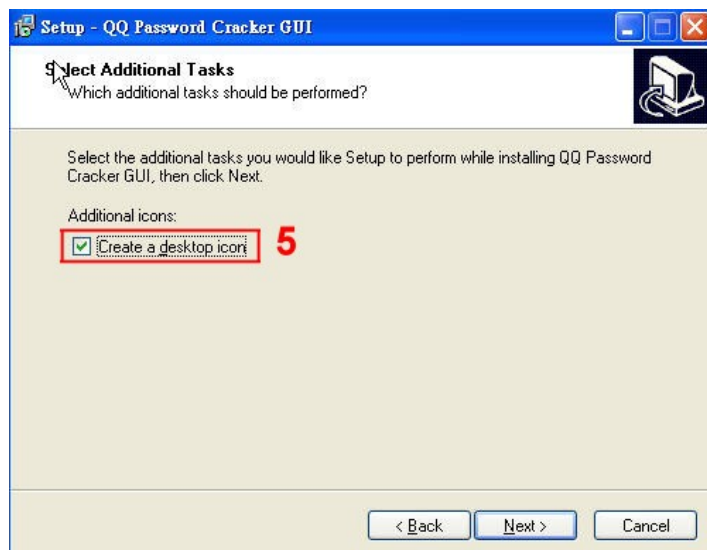 Setup - QQ Password Cracker GUI
Select Additional Tasks
Which additional tasks should be performed?
Select the additional tasks you would like Setup to perform while installing QQ Password
Cracker GUI, then click Next.
Additional icons:
Create a desktop icon 5
< Back Next > Cancel